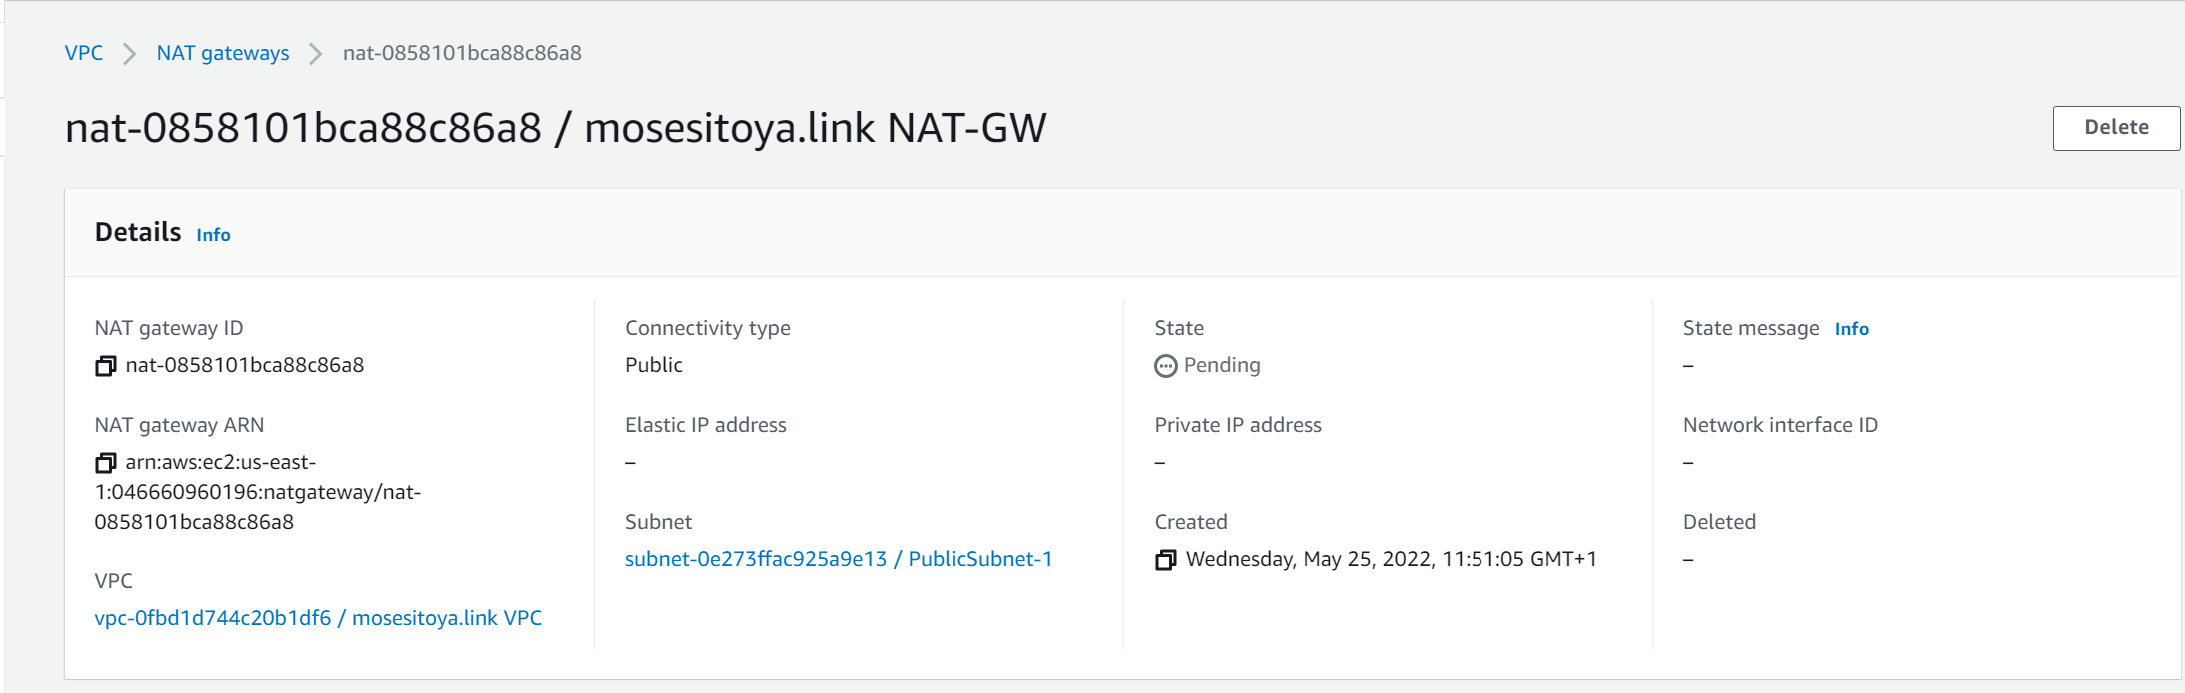 VPC > NAT gateways > nat-0858101bca88c86a8
nat-0858101bca88c86a8 / mosesitoya.link NAT-GW
Delete
Details Info
NAT gateway ID
nat-0858101bca88c86a8
NAT gateway ARN
arn:aws:ec2:us-east-
1:046660960196:natgateway/nat-
0858101bca88c86a8
VPC
vpc-0fbd1d744c20b1df6 / mosesitoya.link VPC
Connectivity type
Public
Elastic IP address
–
Subnet
subnet-0e273ffac925a9e13 / PublicSubnet-1
State
Pending
Private IP address
–
Created
Wednesday, May 25, 2022, 11:51:05 GMT+1
State message Info
–
Network interface ID
–
Deleted
–